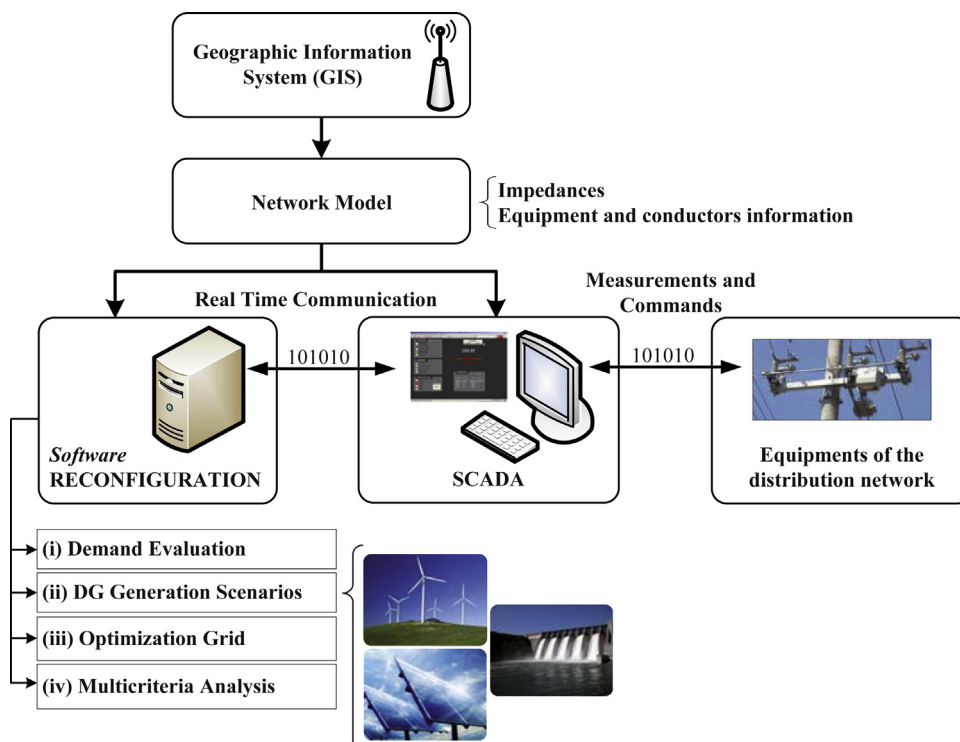 Geographic Information
System (GIS)
Network Model
Impedances
Equipment and conductors information
Real Time Communication
Measurements and
Commands
101010
101010
Software
RECONFIGURATION
SCADA
Equipments of the
distribution network
(i) Demand Evaluation
(ii) DG Generation Scenarios
(iii) Optimization Grid
(iv) Multicriteria Analysis